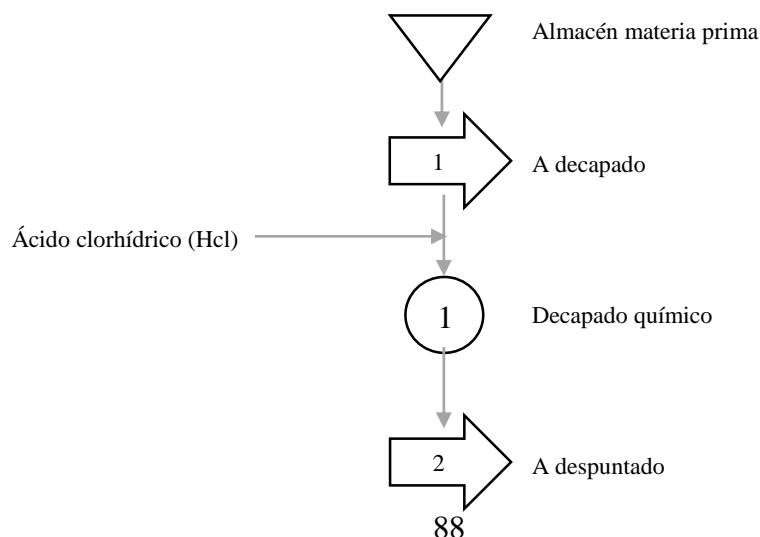 Almacén materia prima
1
A decapado
Ácido clorhídrico (Hcl)
1
Decapado químico
2
A despuntado
88